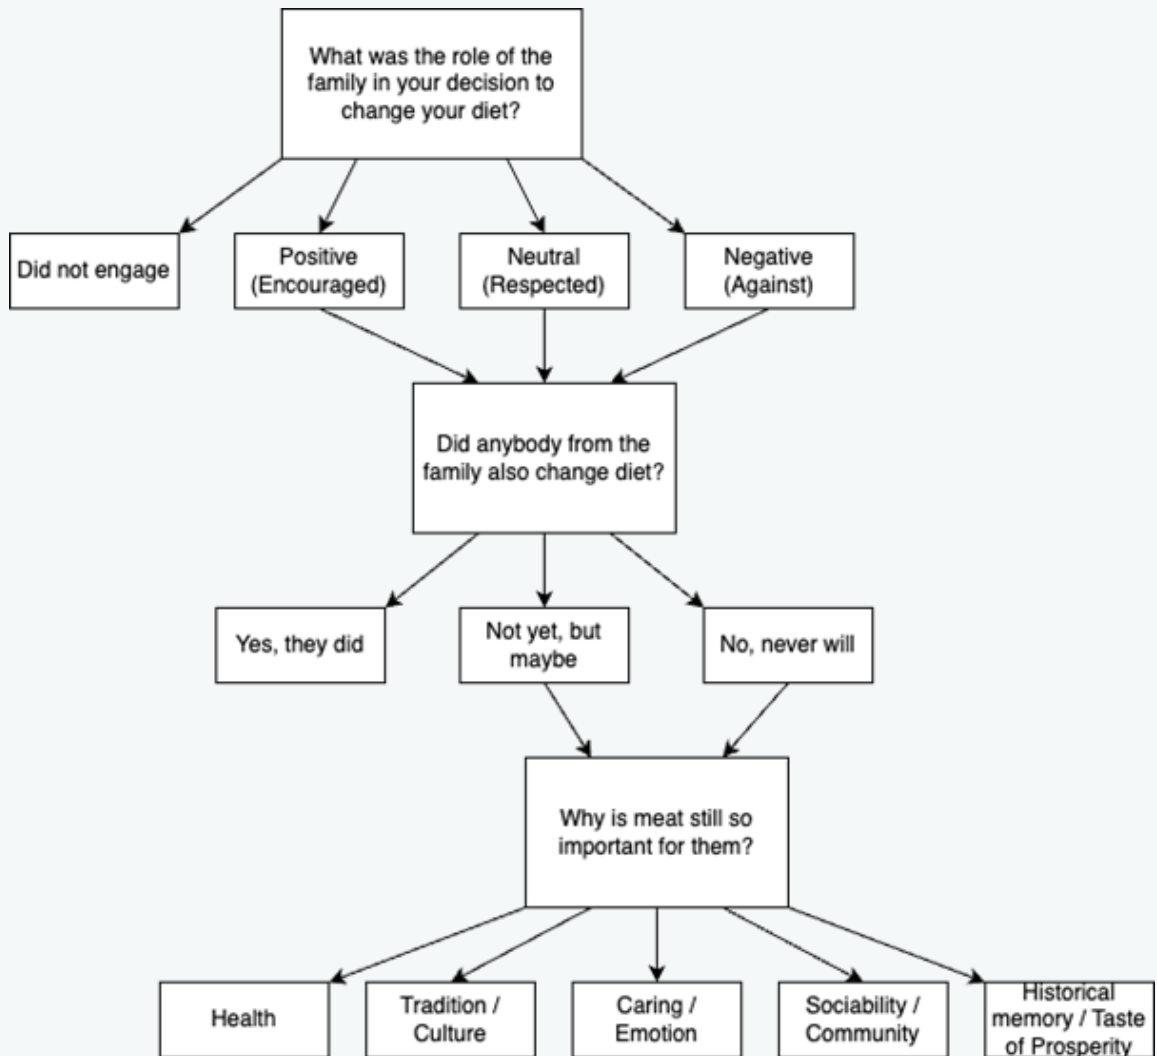 What was the role of the
family in your decision to
change your diet?
Did not engage
Positive
(Encouraged)
Neutral
(Respected)
Negative
(Against)
Did anybody from the
family also change diet?
Yes, they did
Not yet, but
maybe
No, never will
Why is meat still so
important for them?
Health
Tradition /
Culture
Caring /
Emotion
Sociability /
Community
Historical
memory / Taste
of Prosperity